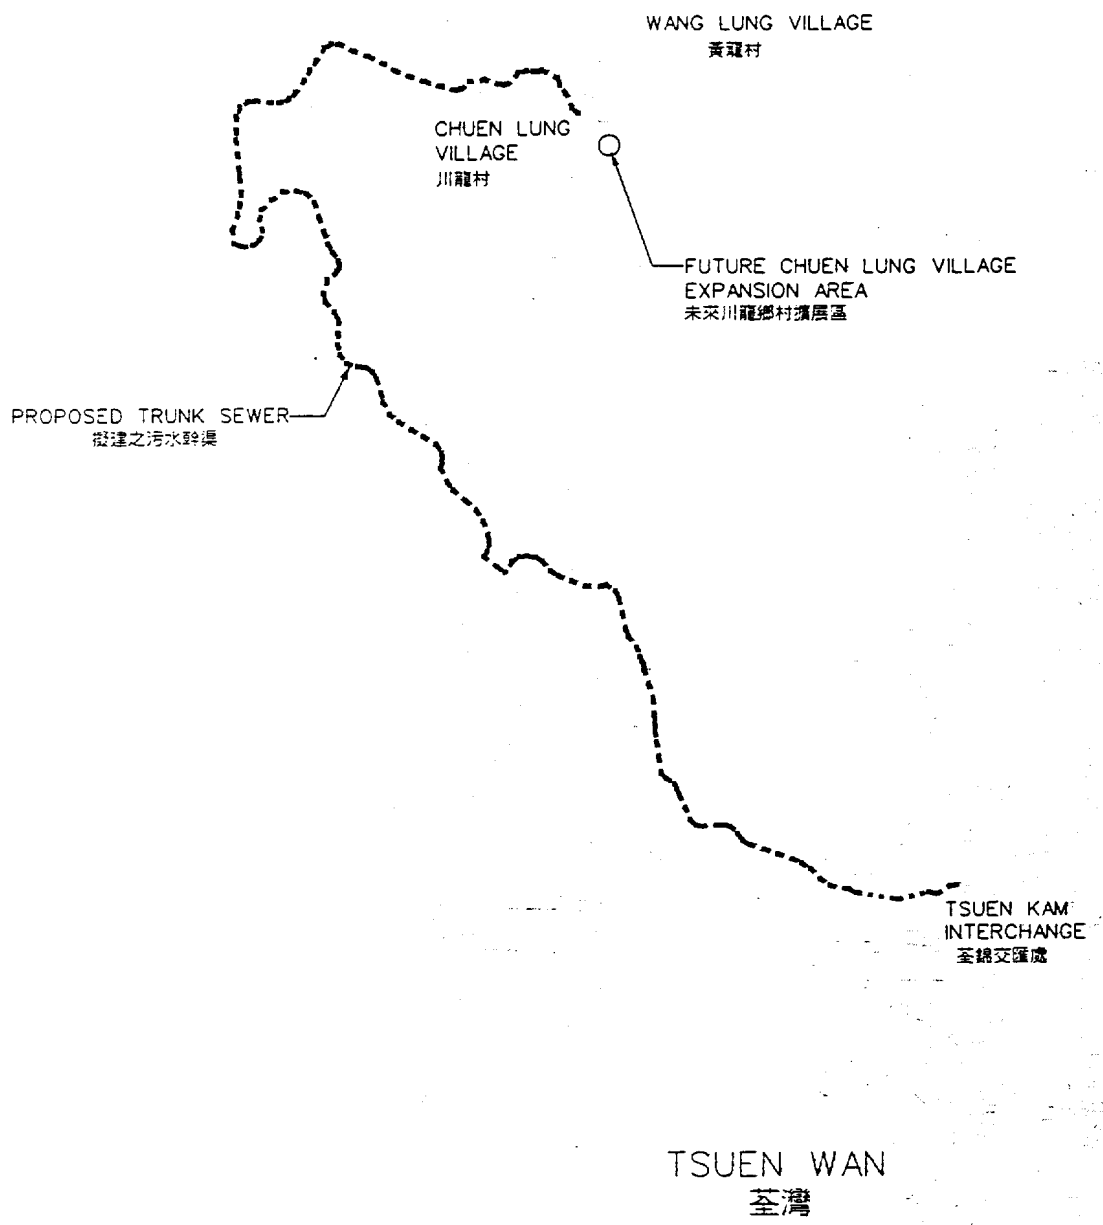 WANG LUNG VILLAGE
黃龍村
CHUEN LUNG
VILLAGE
川龍村
FUTURE CHUEN LUNG VILLAGE
EXPANSION AREA
未來川龍鄉村擴展區
PROPOSED TRUNK SEWER
擬建之污水幹渠
TSUEN KAM
INTERCHANGE
荃錦交匯處
TSUEN WAN
荃灣